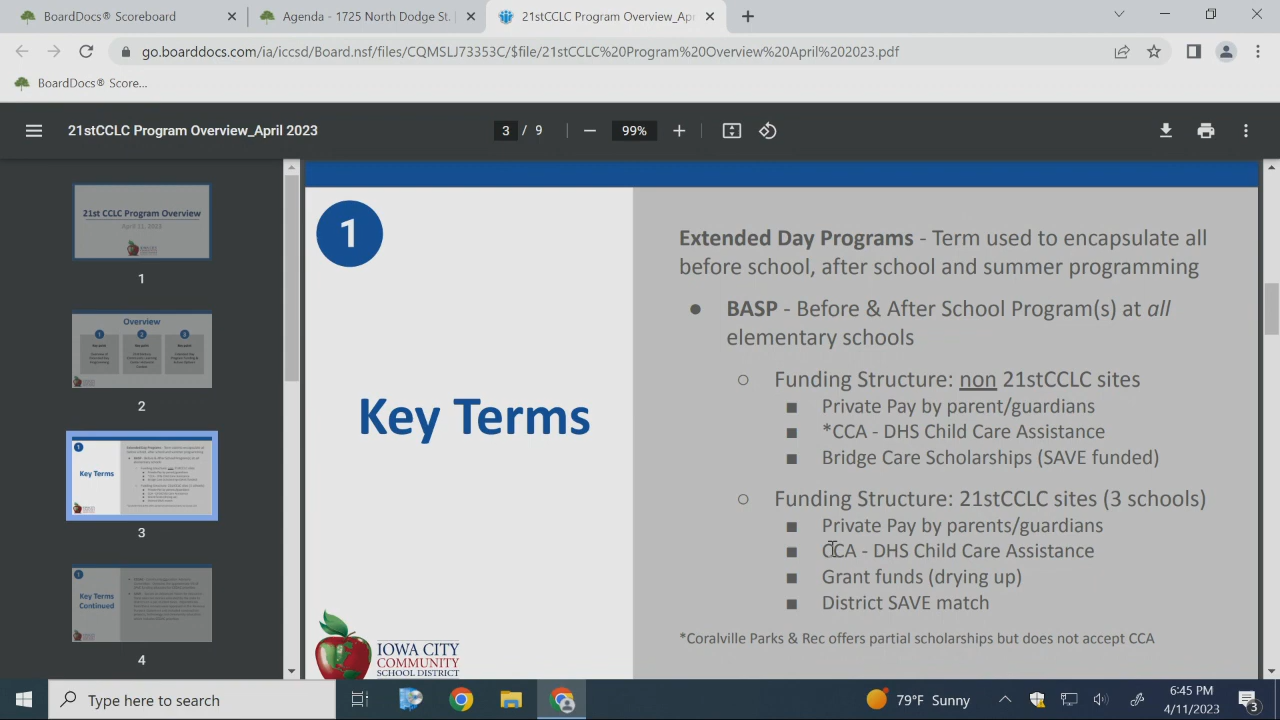 BoardDocs® Scoreboard
Agenda - 1725 North Dodge St.
21stCCLC Program Overview_Apr
go.boarddocs.com/ia/iccsd/Board.nsf/files/CQMSLJ73353C/$file/21stCCLC%20Program%20Overview%20April%202023.pdf
BoardDocs® Score...
21stCCLC Program Overview_April 2023
3 / 9
99%
21st CCLC Program Overview
April 11, 2023
1
Overview
2
Key Terms
3
Key Terms
Continued
4
1
Key Terms
Extended Day Programs - Term used to encapsulate all
before school, after school and summer programming
● BASP - Before & After School Program(s) at all
elementary schools
○ Funding Structure: non 21stCCLC sites
■ Private Pay by parent/guardians
■ *CCA - DHS Child Care Assistance
■ Bridge Care Scholarships (SAVE funded)
○ Funding Structure: 21stCCLC sites (3 schools)
■ Private Pay by parents/guardians
■ CCA - DHS Child Care Assistance
■ Grant funds (drying up)
■ District SAVE match
*Coralville Parks & Rec offers partial scholarships but does not accept CCA
IOWA CITY
COMMUNITY
SCHOOL DISTRICT
Type here to search
79°F Sunny
6:45 PM
4/11/2023
3